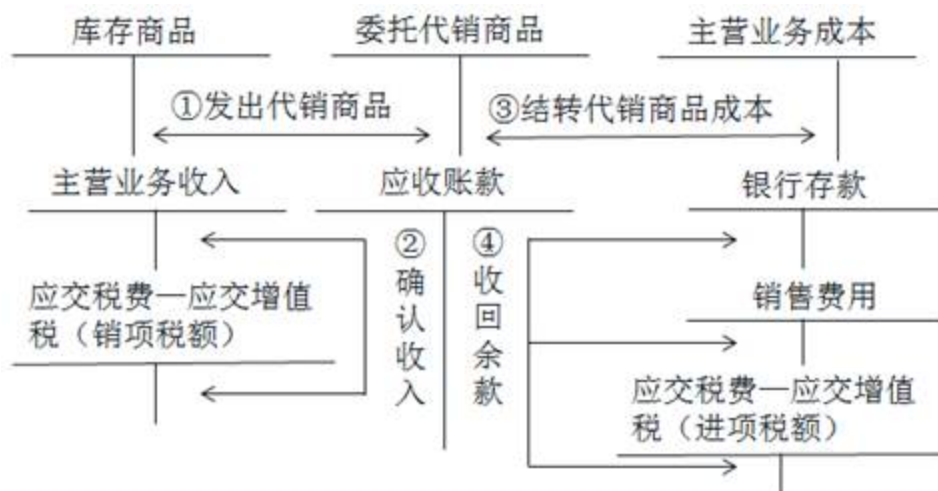 库存商品
委托代销商品
主营业务成本
①发出代销商品
③结转代销商品成本
主营业务收入
应收账款
银行存款
②确认收入
④收回余款
应交税费—应交增值
税（销项税额）
销售费用
应交税费—应交增值
税（进项税额）